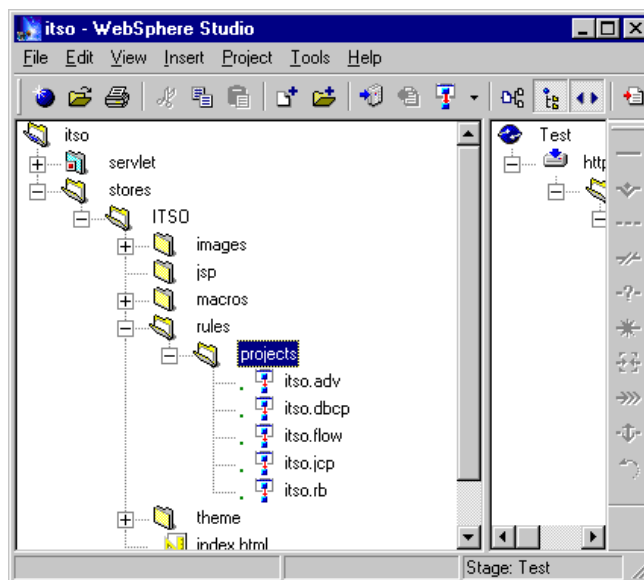 itso - WebSphere Studio
File Edit View Insert Project Tools Help
itso
servlet
stores
ITSO
images
jsp
macros
rules
projects
itso.adv
itso.dbcp
itso.flow
itso.jcp
itso.rb
theme
index.html
Test
http
Stage: Test